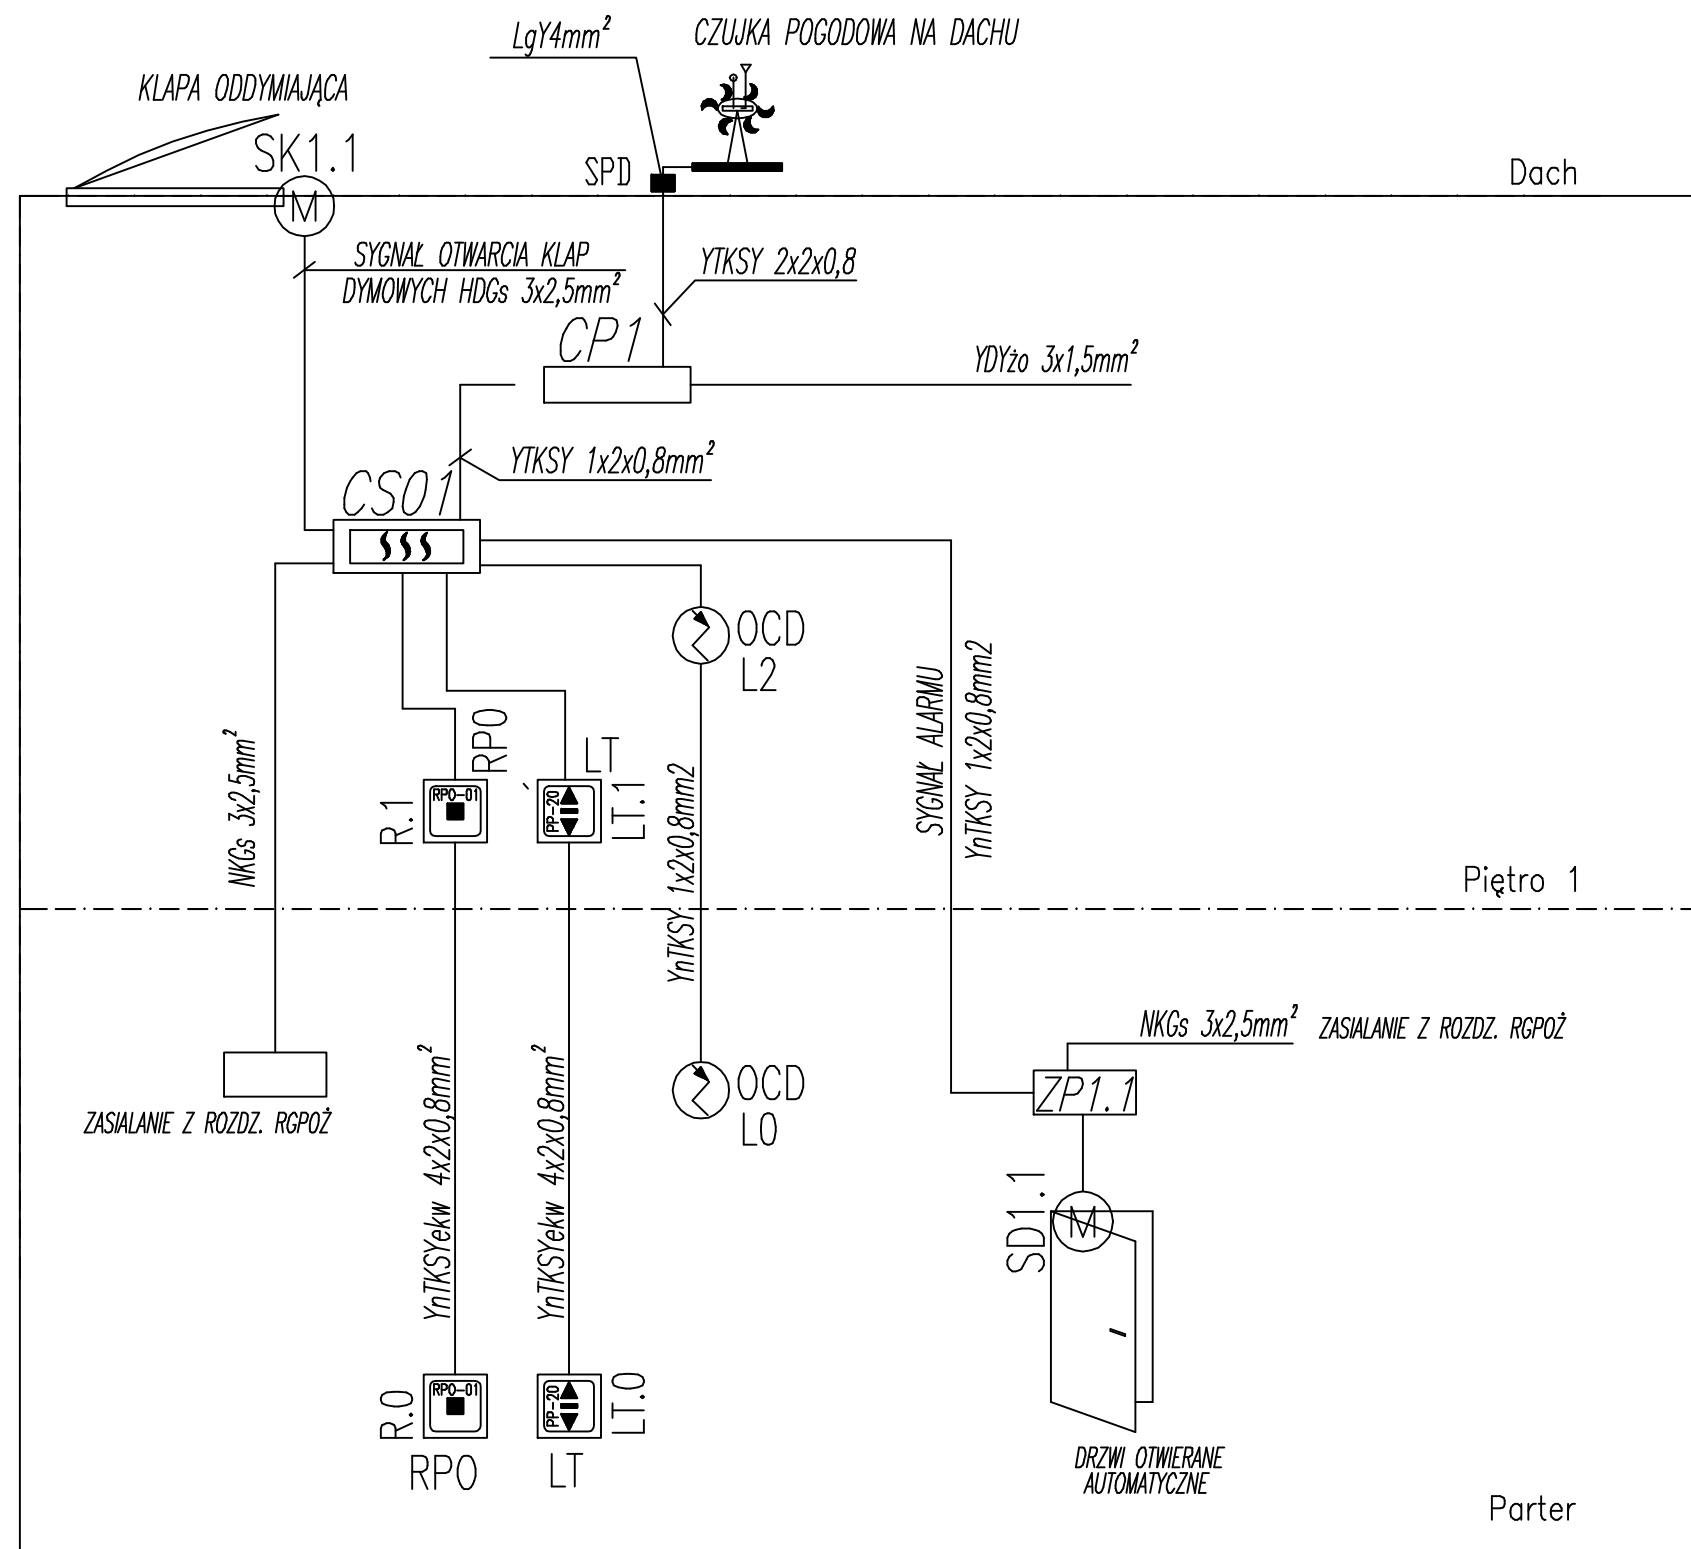 LgY4mm²
CZUJKA POGODOWA NA DACHU
KLAPA ODDYMIAJĄCA
SK1.1
M
SPD
Dach
SYGNAŁ OTWARCIA KLAP
DYMOWYCH HDGs 3x2,5mm²
YTKSY 2x2x0,8
CP1
YDYżo 3x1,5mm²
YTKSY 1x2x0,8mm²
CSO1
OCD
L2
NKGs 3x2,5mm²
RPO
LT
R.1
RPO-01
PP-20
LT.1
YnTKSY 1x2x0,8mm2
SYGNAŁ ALARMU
YnTKSY 1x2x0,8mm2
Piętro 1
ZASIALANIE Z ROZDZ. RGPOŻ
YnTKSYekw 4x2x0,8mm²
YnTKSYekw 4x2x0,8mm²
OCD
L0
NKGs 3x2,5mm² ZASIALANIE Z ROZDZ. RGPOŻ
ZP1.1
SD1.1
M
R.0
RPO-01
PP-20
LT.0
RPO
LT
DRZWI OTWIERANE
AUTOMATYCZNE
Parter